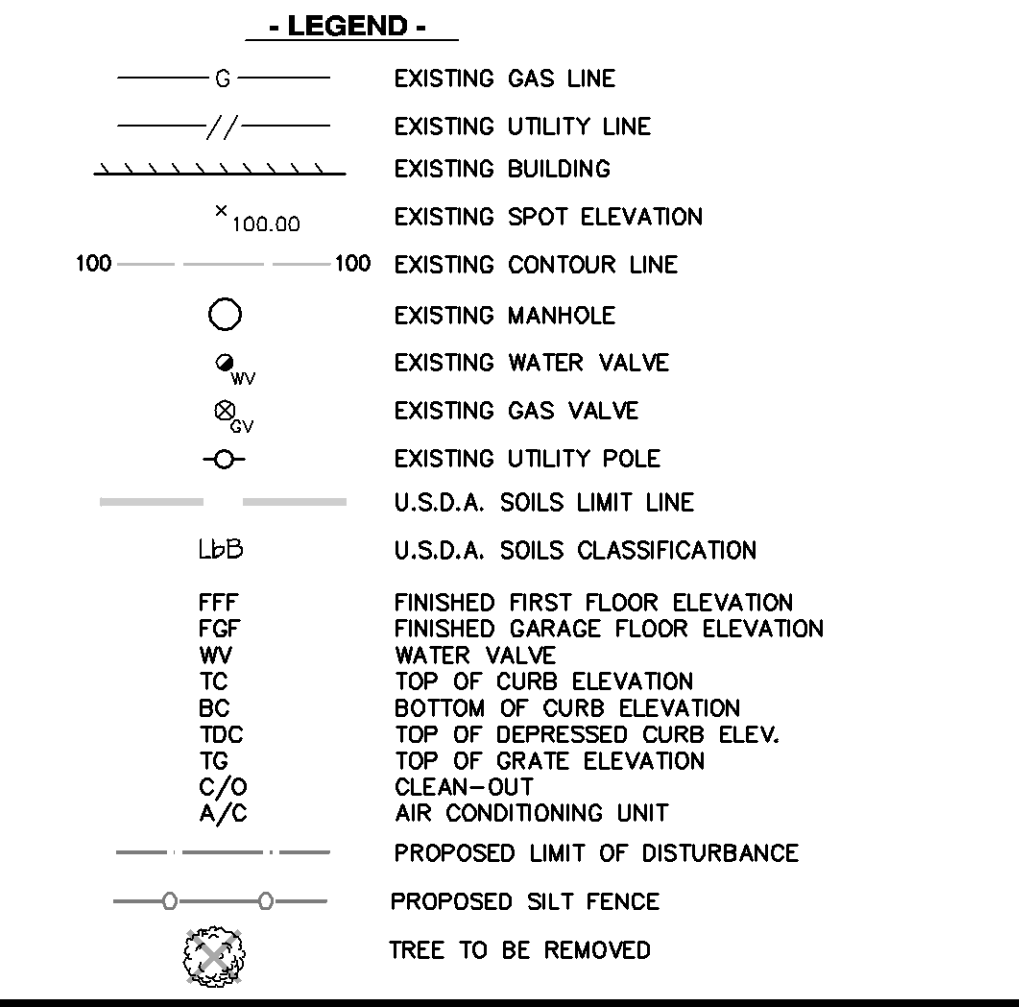 - LEGEND -
G EXISTING GAS LINE
// EXISTING UTILITY LINE
EXISTING BUILDING
× 100.00 EXISTING SPOT ELEVATION
100 100 EXISTING CONTOUR LINE
EXISTING MANHOLE
WV EXISTING WATER VALVE
GV EXISTING GAS VALVE
EXISTING UTILITY POLE
U.S.D.A. SOILS LIMIT LINE
LbB U.S.D.A. SOILS CLASSIFICATION
FFF FINISHED FIRST FLOOR ELEVATION
FGF FINISHED GARAGE FLOOR ELEVATION
WV WATER VALVE
TC TOP OF CURB ELEVATION
BC BOTTOM OF CURB ELEVATION
TDC TOP OF DEPRESSED CURB ELEV.
TG TOP OF GRATE ELEVATION
C/O CLEAN-OUT
A/C AIR CONDITIONING UNIT
PROPOSED LIMIT OF DISTURBANCE
PROPOSED SILT FENCE
TREE TO BE REMOVED